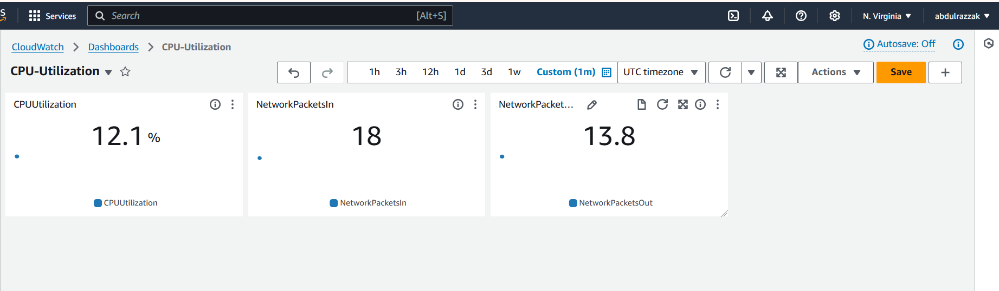 S
Services
Search
[Alt+S]
N. Virginia
abdulrazzak
CloudWatch
Dashboards
CPU-Utilization
Autosave: Off
CPU-Utilization
1h
3h
12h
1d
3d
1w
Custom (1m)
UTC timezone
Actions
Save
CPUUtilization
12.1 %
CPUUtilization
NetworkPacketsIn
18
NetworkPacketsIn
NetworkPacket...
13.8
NetworkPacketsOut